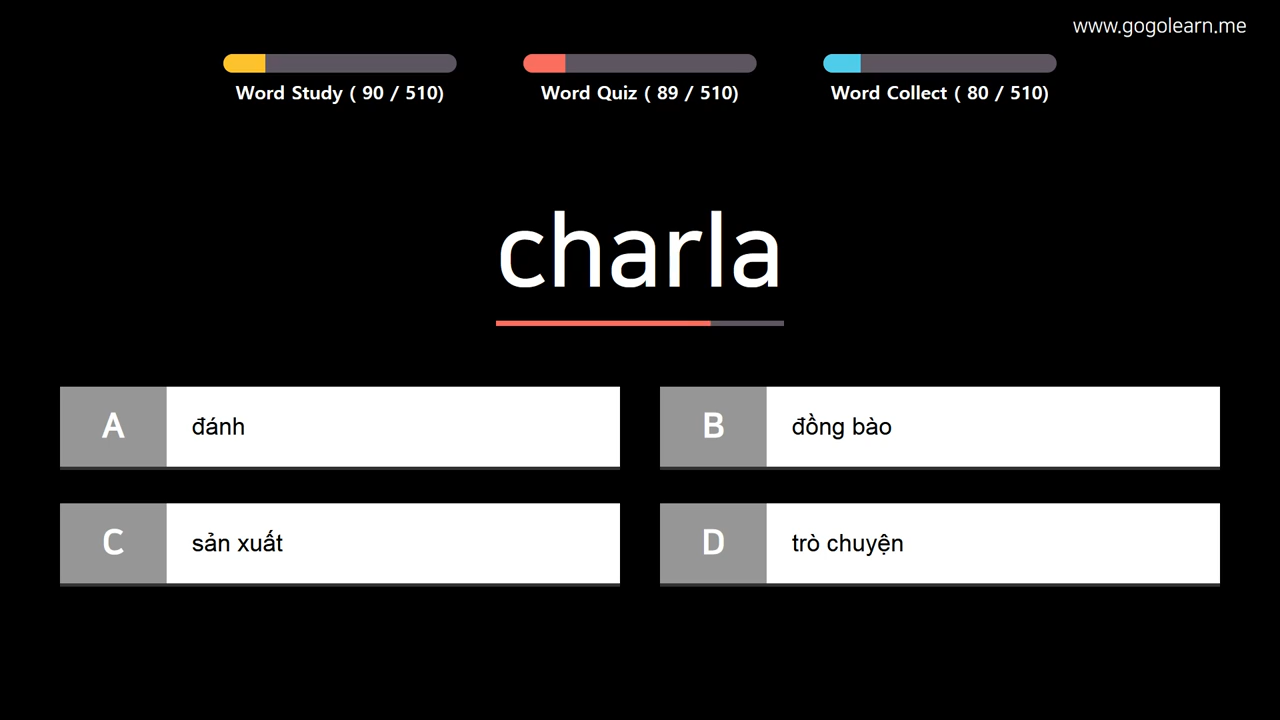 www.gogolearn.me
Word Study ( 90 / 510)
Word Quiz ( 89 / 510)
Word Collect ( 80 / 510)
charla
A đánh
B đồng bào
C sản xuất
D trò chuyện